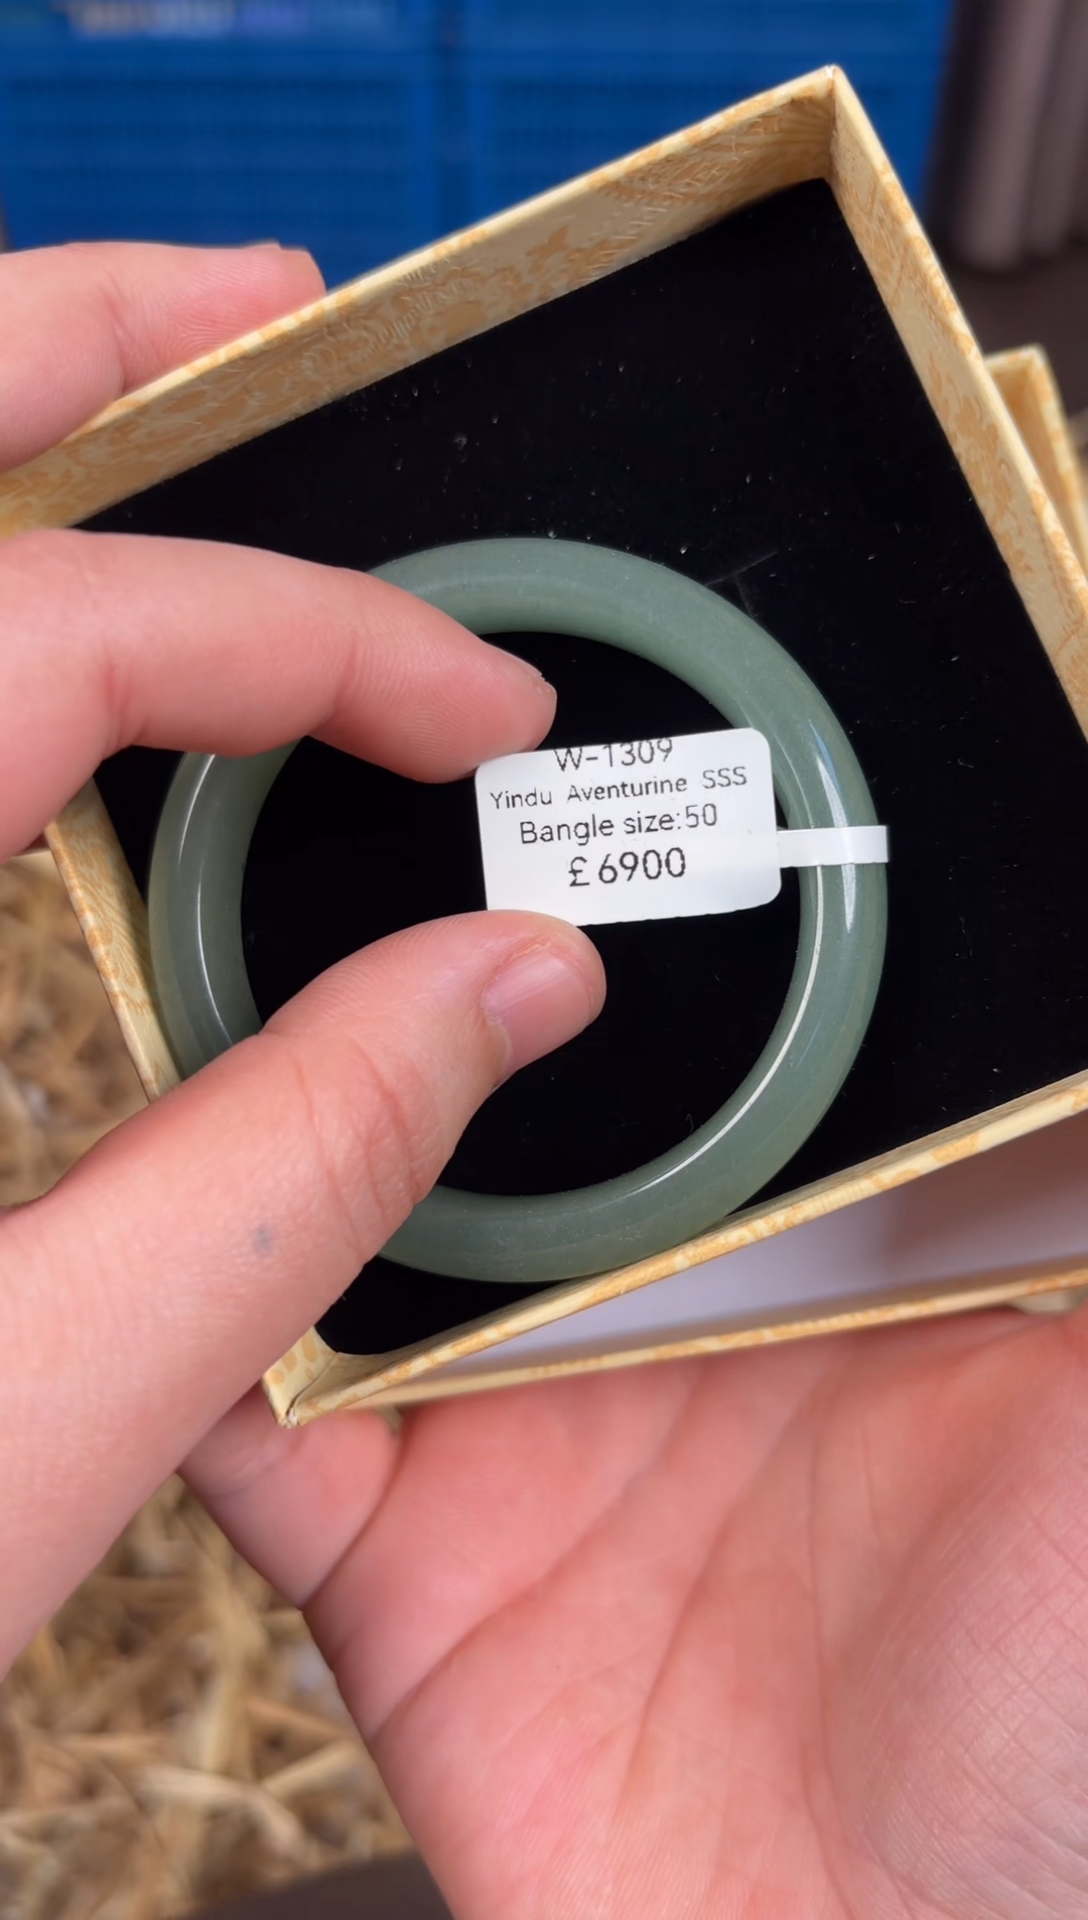 W-1309
Yindu Aventurine SSS
Bangle size:50
£6900